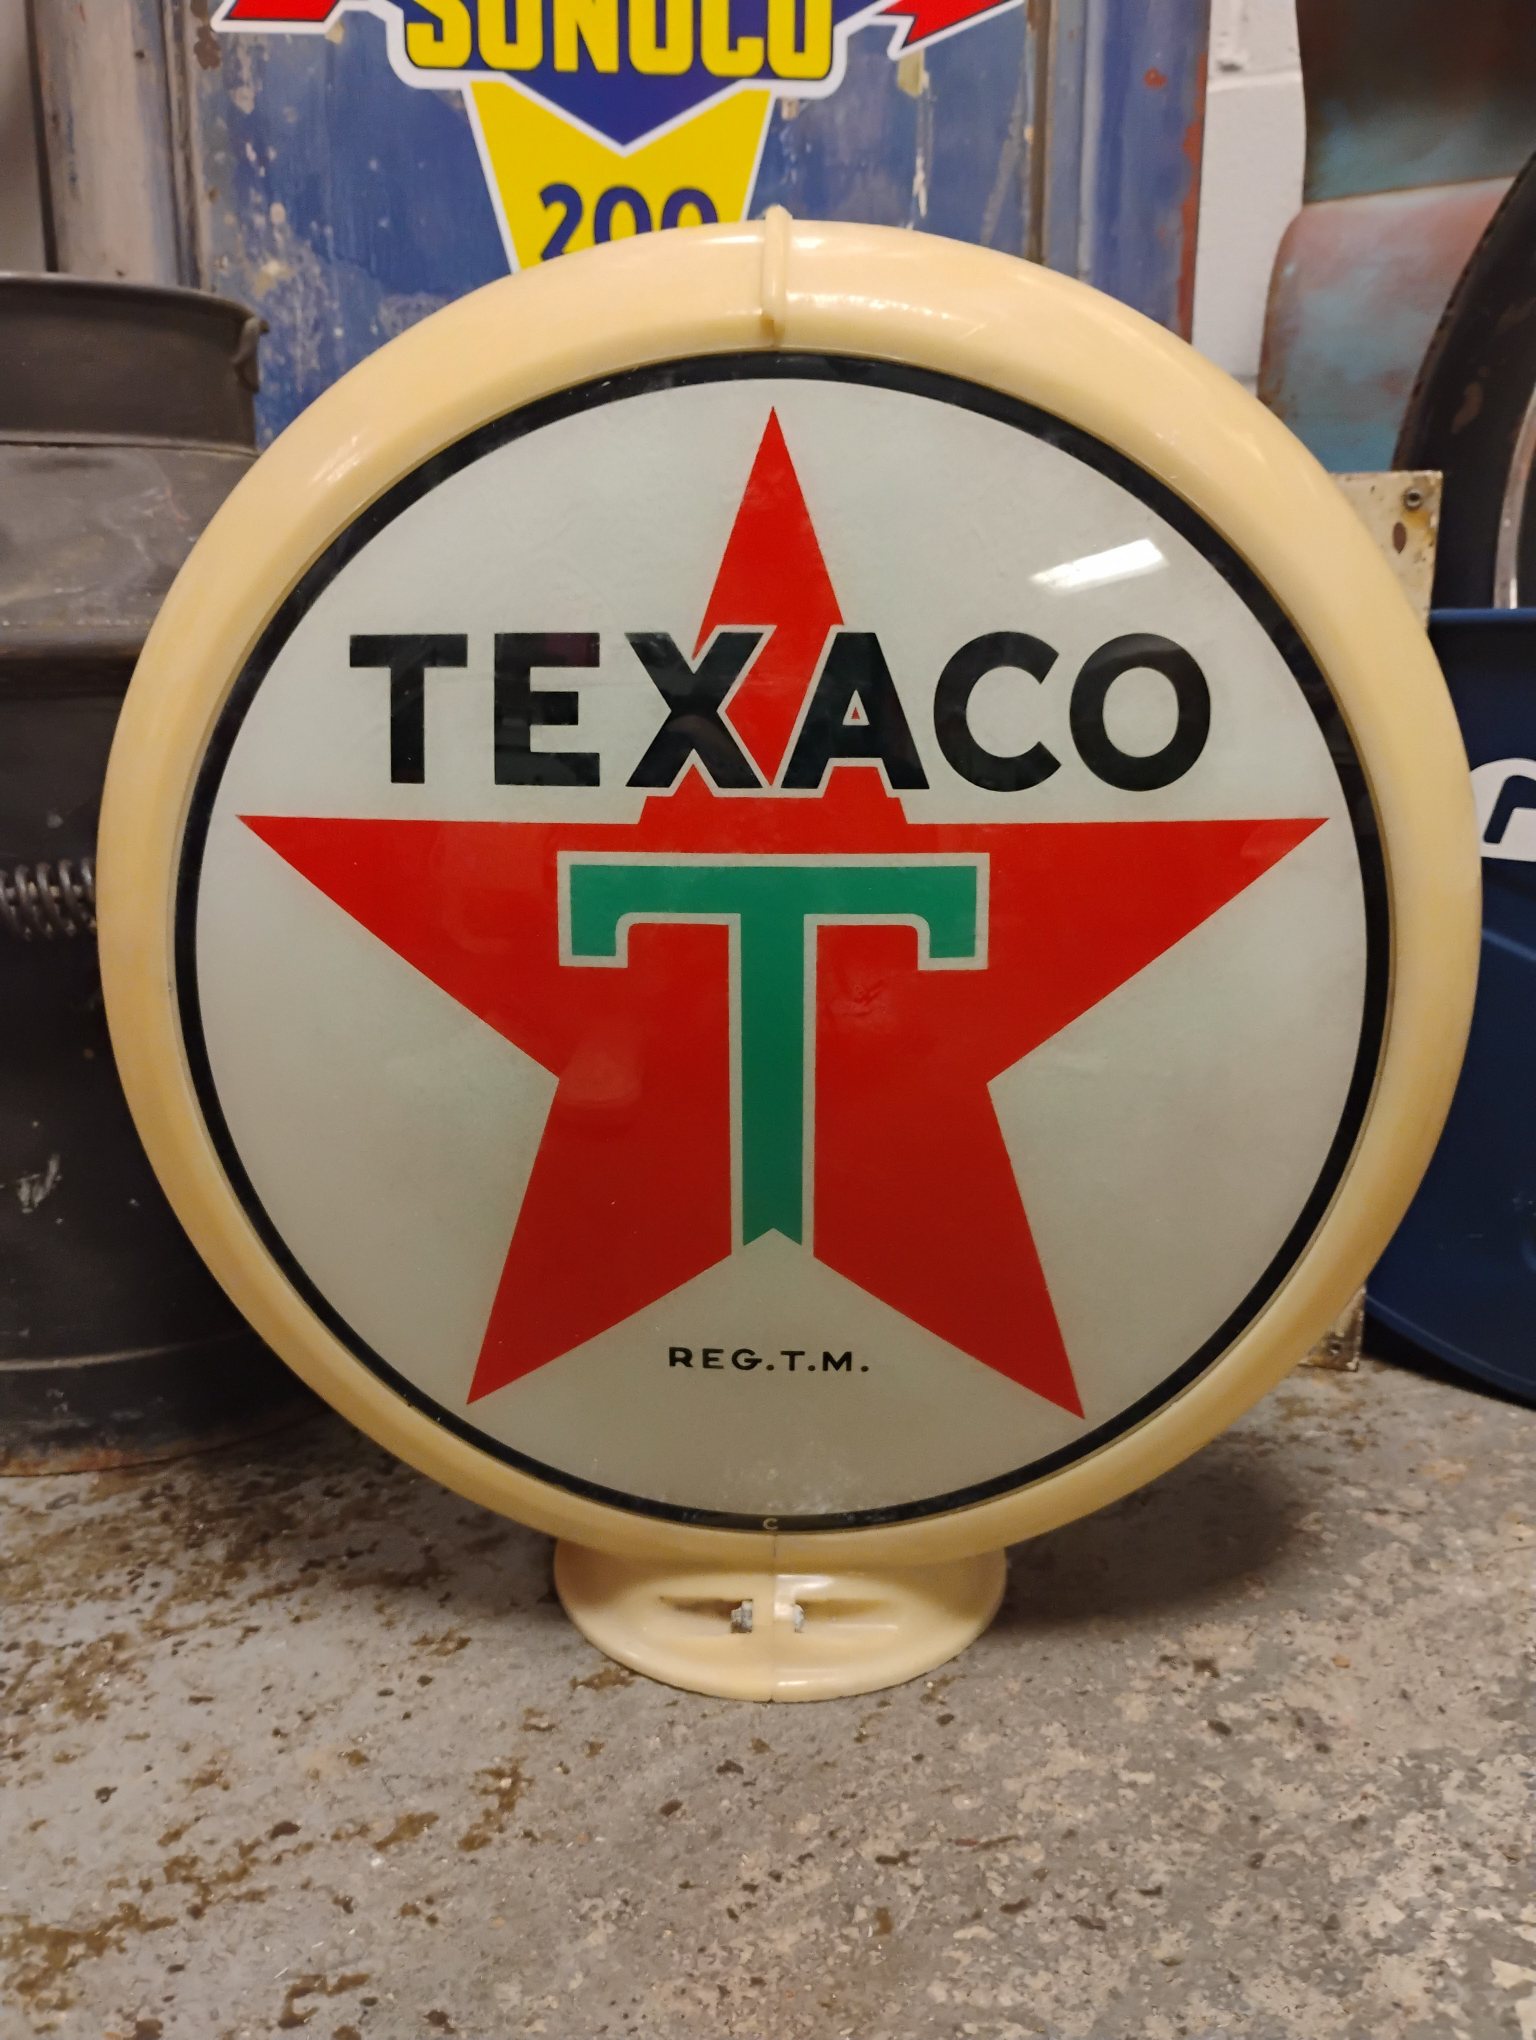 SUNOCO
200
TEXACO
T
REG.T.M.
C